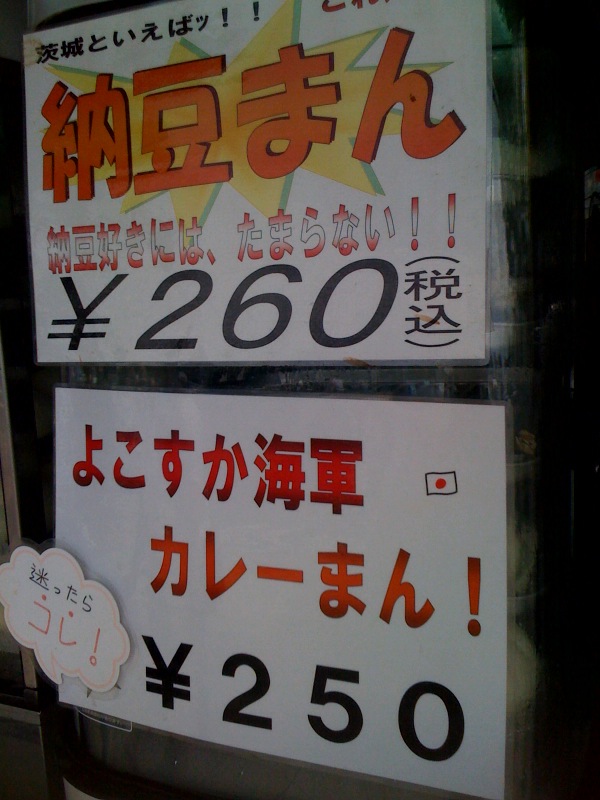 茨城といえばッ！！
納豆まん
納豆好きには、たまらない！！
¥260(税込)
よこすか海軍
カレーまん！
¥250
迷ったら
コレ！